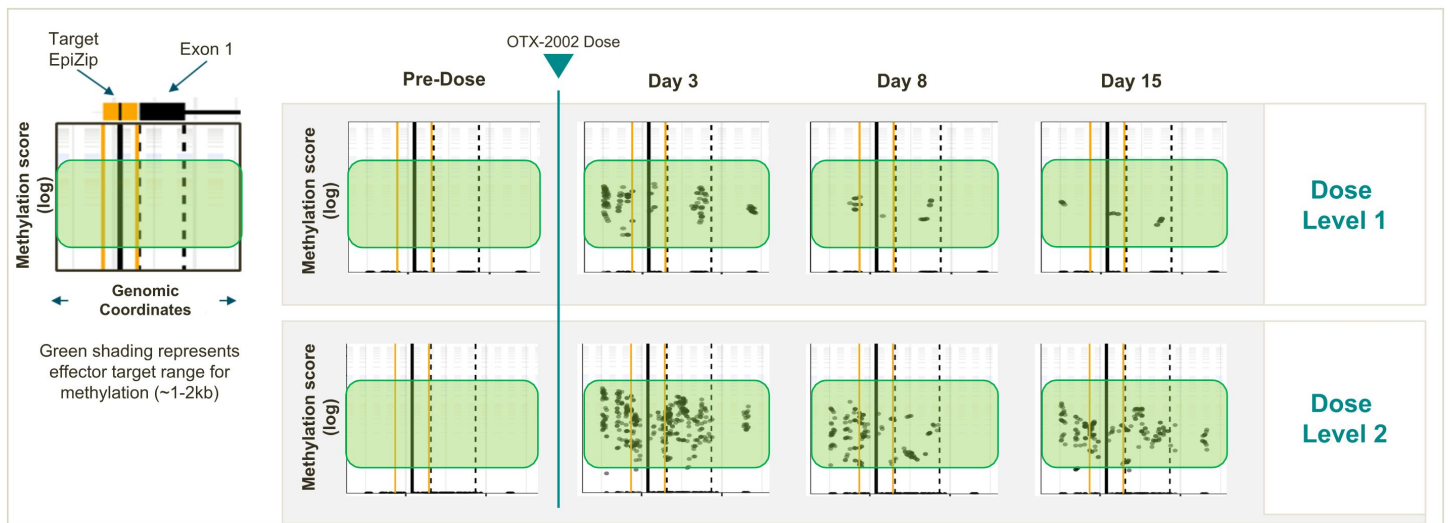 Target
EpiZip
Exon 1
Methylation score
(log)
Genomic
Coordinates
Green shading represents
effector target range for
methylation (~1-2kb)
OTX-2002 Dose
Pre-Dose
Day 3
Day 8
Day 15
Methylation score
(log)
Dose
Level 1
Methylation score
(log)
Dose
Level 2